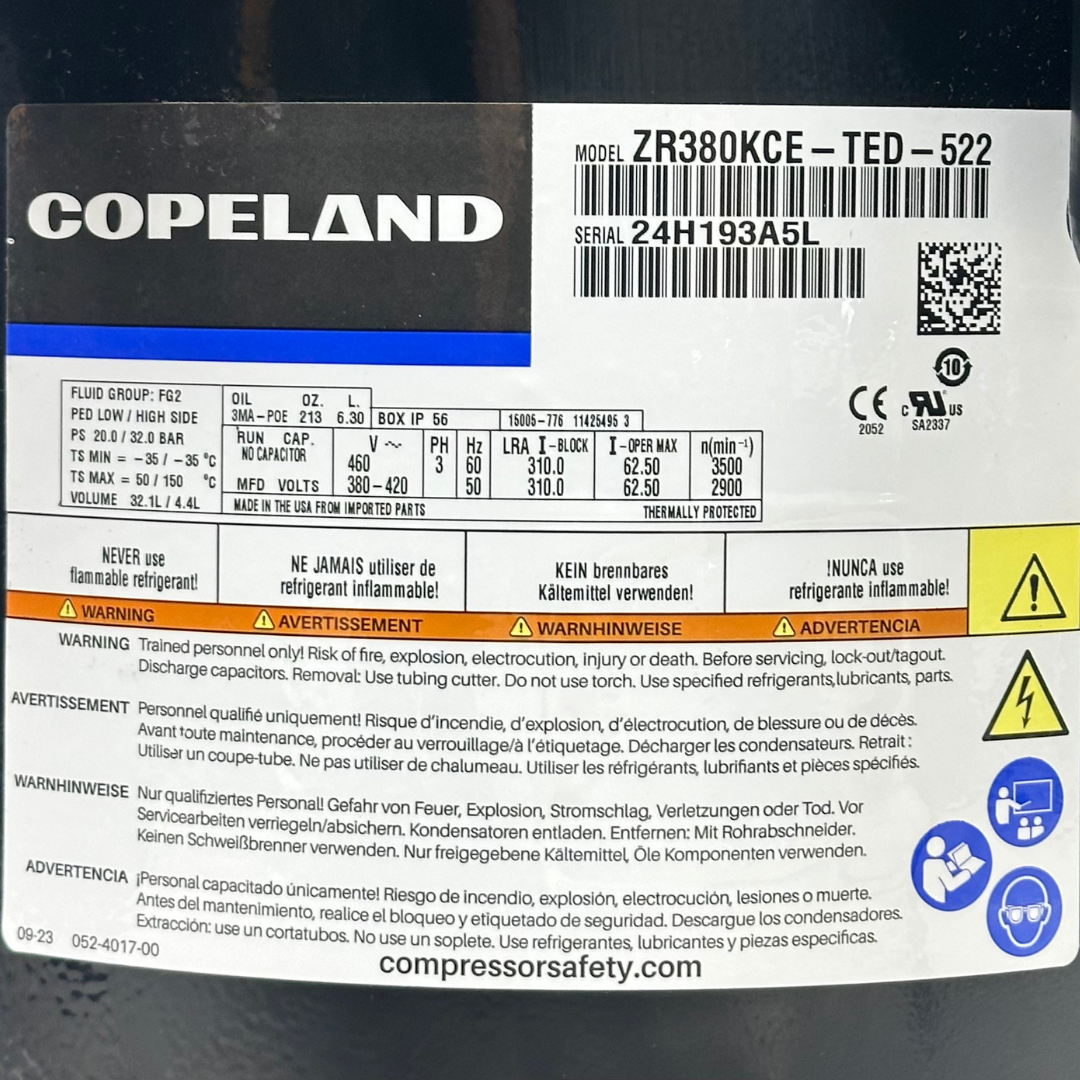 COPELAND
MODEL ZR380KCE-TED-522
SERIAL 24H193A5L
10
CE
2052
c RU US
SA2337
FLUID GROUP: FG2
PED LOW / HIGH SIDE
PS 20.0 / 32.0 BAR
TS MIN = -35 / -35 °C
TS MAX = 50 / 150 °C
VOLUME 32.1L / 4.4L
OIL OZ. L.
3MA-POE 213 6.30 BOX IP 56 15005-776 11425495 3
RUN CAP. V ~ PH Hz LRA I-BLOCK I-OPER MAX n(min⁻¹)
NO CAPACITOR 460 3 60 310.0 62.50 3500
MFD VOLTS 380-420 50 310.0 62.50 2900
MADE IN THE USA FROM IMPORTED PARTS THERMALLY PROTECTED
NEVER use
flammable refrigerant!
NE JAMAIS utiliser de
refrigerant inflammable!
KEIN brennbares
Kältemittel verwenden!
!NUNCA use
refrigerante inflammable!
WARNING AVERTISSEMENT WARNHINWEISE ADVERTENCIA
WARNING Trained personnel only! Risk of fire, explosion, electrocution, injury or death. Before servicing, lock-out/tagout.
Discharge capacitors. Removal: Use tubing cutter. Do not use torch. Use specified refrigerants, lubricants, parts.
AVERTISSEMENT Personnel qualifié uniquement! Risque d'incendie, d'explosion, d'électrocution, de blessure ou de décès.
Avant toute maintenance, procéder au verrouillage/à l'étiquetage. Décharger les condensateurs. Retrait :
Utiliser un coupe-tube. Ne pas utiliser de chalumeau. Utiliser les réfrigérants, lubrifiants et pièces spécifiés.
WARNHINWEISE Nur qualifiziertes Personal! Gefahr von Feuer, Explosion, Stromschlag, Verletzungen oder Tod. Vor
Servicearbeiten verriegeln/absichern. Kondensatoren entladen. Entfernen: Mit Rohrabschneider.
Keinen Schweißbrenner verwenden. Nur freigegebene Kältemittel, Öle Komponenten verwenden.
ADVERTENCIA ¡Personal capacitado únicamente! Riesgo de incendio, explosión, electrocución, lesiones o muerte.
Antes del mantenimiento, realice el bloqueo y etiquetado de seguridad. Descargue los condensadores.
Extracción: use un cortatubos. No use un soplete. Use refrigerantes, lubricantes y piezas específicas.
09-23 052-4017-00
compressorsafety.com